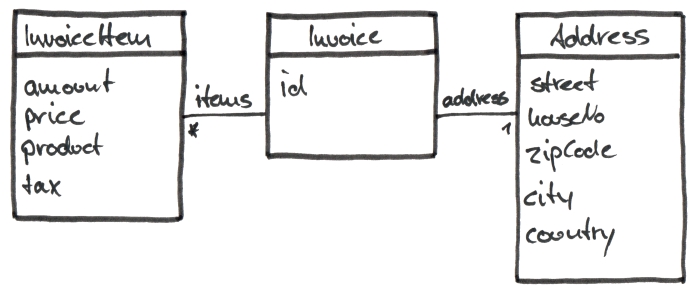 InvoiceItem
amount
price
product
tax
items
*
Invoice
id
address
1
Address
street
houseNo
zipCode
city
country